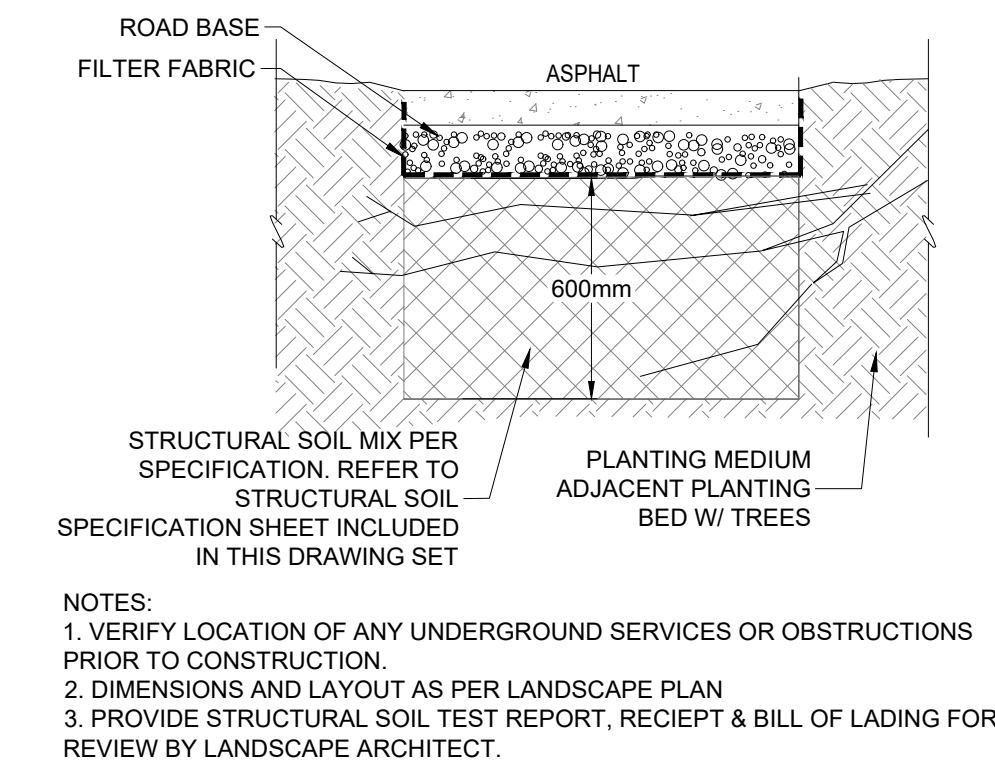 ROAD BASE
FILTER FABRIC
ASPHALT
600mm
STRUCTURAL SOIL MIX PER
SPECIFICATION. REFER TO
STRUCTURAL SOIL
SPECIFICATION SHEET INCLUDED
IN THIS DRAWING SET
PLANTING MEDIUM
ADJACENT PLANTING
BED W/ TREES
NOTES:
1. VERIFY LOCATION OF ANY UNDERGROUND SERVICES OR OBSTRUCTIONS
PRIOR TO CONSTRUCTION.
2. DIMENSIONS AND LAYOUT AS PER LANDSCAPE PLAN
3. PROVIDE STRUCTURAL SOIL TEST REPORT, RECIEPT & BILL OF LADING FOR
REVIEW BY LANDSCAPE ARCHITECT.